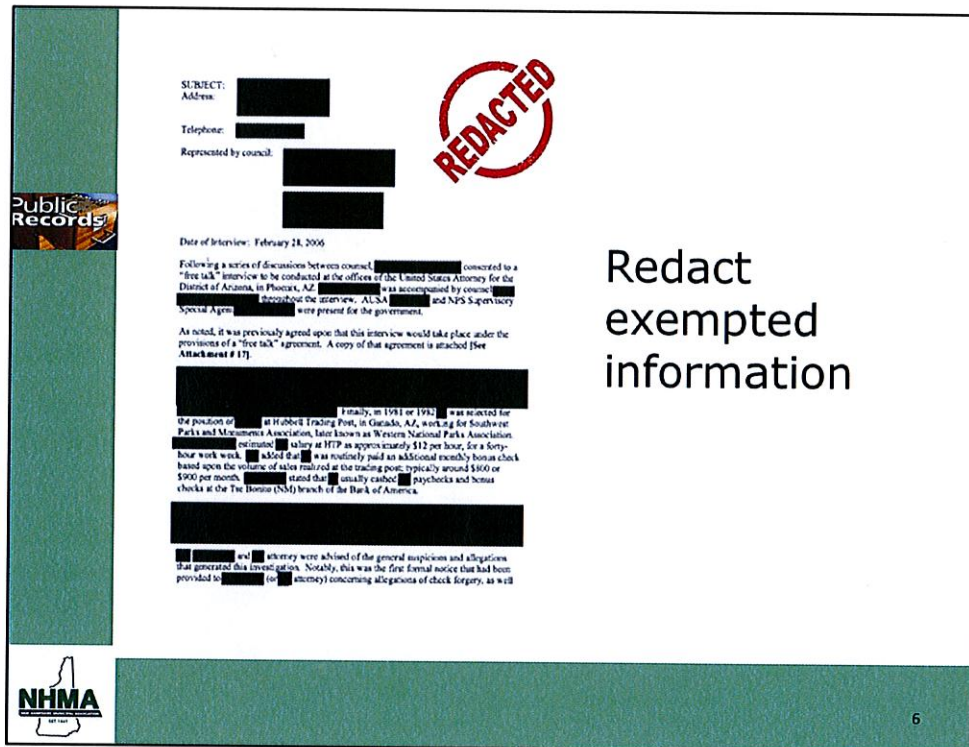 SUBJECT:
Address:
Telephone:
Represented by council:
REDACTED
Public
Records
Date of Interview: February 28, 2006
Following a series of discussions between counsel, consented to a
"free talk" interview to be conducted at the offices of the United States Attorney for the
District of Arizona, in Phoenix, AZ was accompanied by counsel
throughout the interview. AUSA and NPS Supervisory
Special Agent were present for the government.
As noted, it was previously agreed upon that this interview would take place under the
provisions of a "free talk" agreement. A copy of that agreement is attached [See
Attachment # 17].
Finally, in 1981 or 1982 was selected for
the position of at Hubbell Trading Post, in Ganado, AZ, working for Southwest
Parks and Monuments Association, later known as Western National Parks Association.
estimated salary at HTP as approximately $12 per hour, for a forty-
hour work week. added that was routinely paid an additional monthly bonus check
based upon the volume of sales realized at the trading post; typically around $800 or
$900 per month. stated that usually cashed paychecks and bonus
checks at the Tse Bonito (NM) branch of the Bank of America.
and attorney were advised of the general suspicions and allegations
that generated this investigation. Notably, this was the first formal notice that had been
provided to (or attorney) concerning allegations of check forgery, as well
Redact
exempted
information
NHMA
NEW HAMPSHIRE MUNICIPAL ASSOCIATION
EST. 1941
6